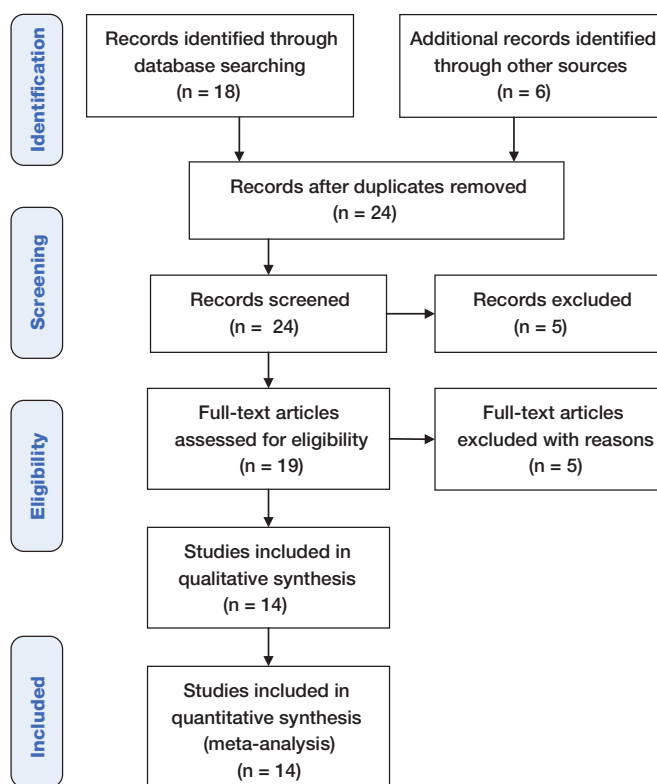 Identification
Records identified through
database searching
(n = 18)
Additional records identified
through other sources
(n = 6)
Records after duplicates removed
(n = 24)
Screening
Records screened
(n = 24)
Records excluded
(n = 5)
Eligibility
Full-text articles
assessed for eligibility
(n = 19)
Full-text articles
excluded with reasons
(n = 5)
Studies included in
qualitative synthesis
(n = 14)
Included
Studies included in
quantitative synthesis
(meta-analysis)
(n = 14)